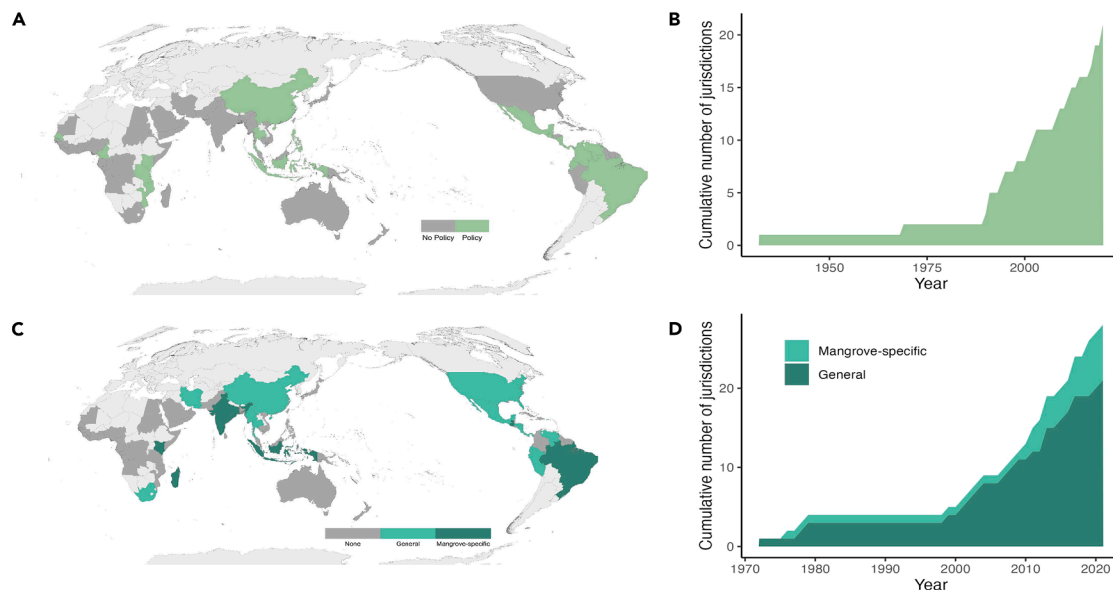 A
No Policy Policy
B
Cumulative number of jurisdictions
20
15
10
5
0
1950 1975 2000
Year
C
None General Mangrove-specific
D
Cumulative number of jurisdictions
20
10
0
Mangrove-specific
General
1970 1980 1990 2000 2010 2020
Year